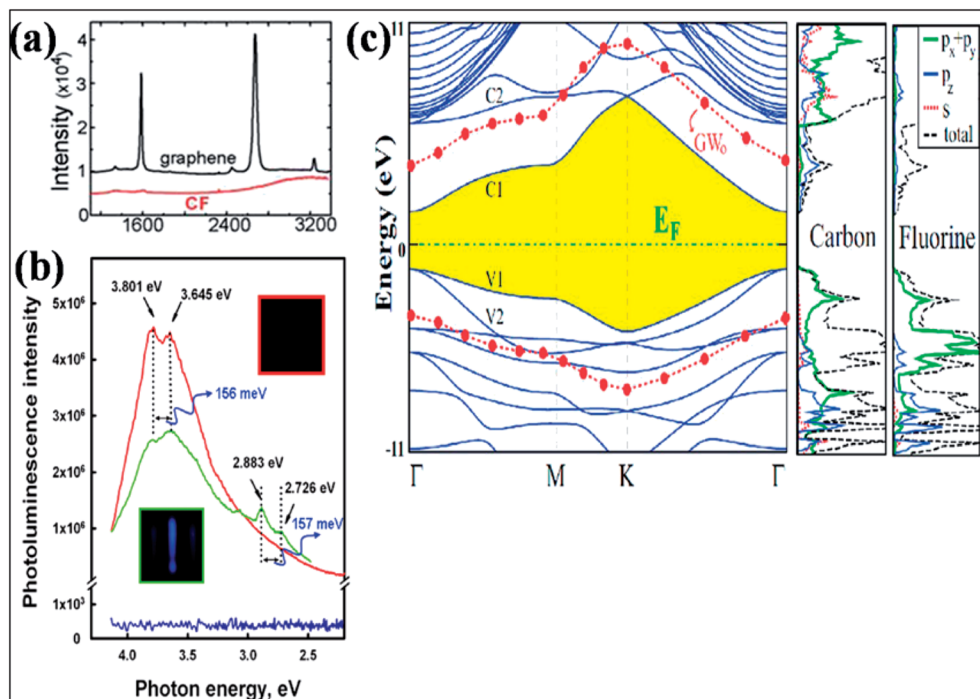 (a)
Intensity (x10⁴)
4
3
2
1
0
graphene
CF
1600
2400
3200
(b)
Photoluminescence intensity
5x10⁶
4x10⁶
3x10⁶
2x10⁶
1x10⁶
1x10³
0
3.801 eV
3.645 eV
156 meV
2.883 eV
2.726 eV
157 meV
4.0
3.5
3.0
2.5
Photon energy, eV
(c)
Energy (eV)
11
0
-11
C2
C1
GW₀
E_F
V1
V2
Γ
M
K
Γ
Carbon
Fluorine
pₓ+p_y
p_z
s
total